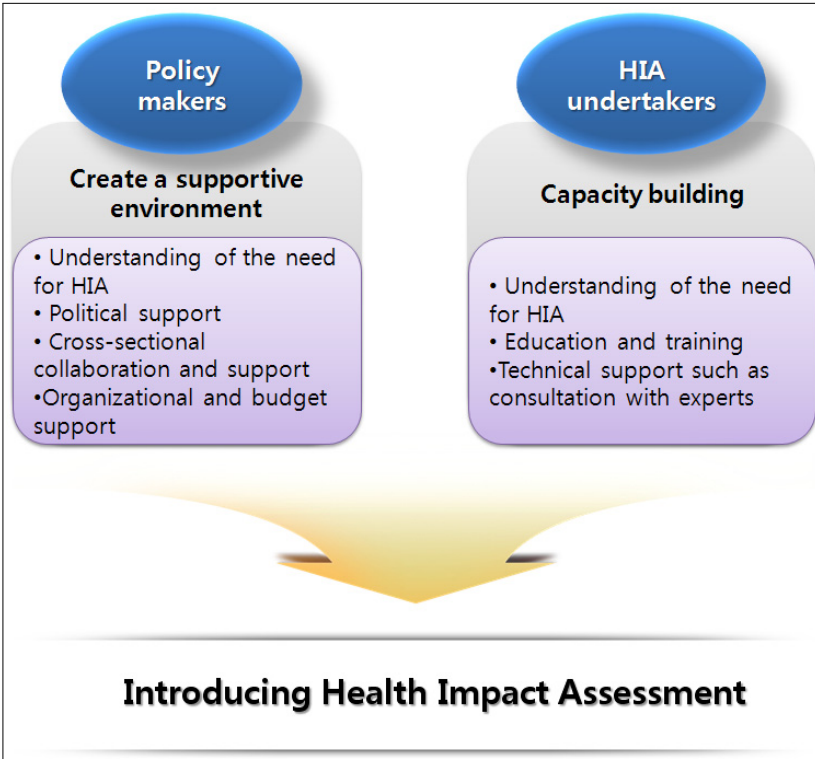 Policy
makers
Create a supportive
environment
• Understanding of the need
for HIA
• Political support
• Cross-sectional
collaboration and support
•Organizational and budget
support
HIA
undertakers
Capacity building
• Understanding of the need
for HIA
• Education and training
•Technical support such as
consultation with experts
Introducing Health Impact Assessment